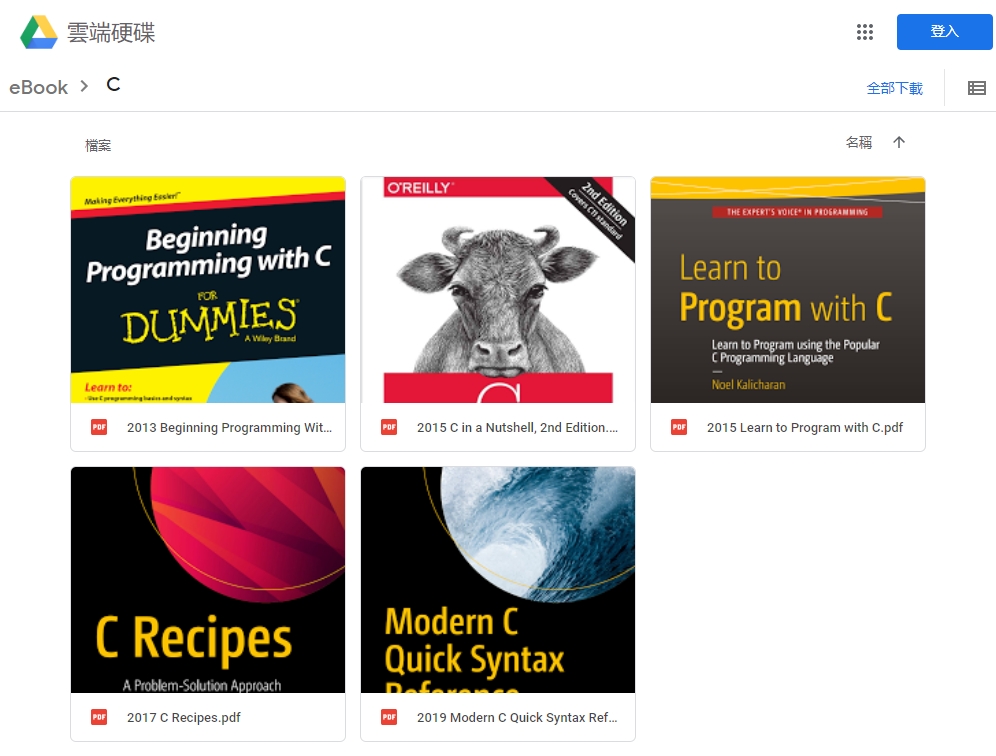 雲端硬碟
登入
eBook
C
全部下載
檔案
名稱
Making Everything Easier!™
Beginning
Programming with C
FOR
DUMMIES®
A Wiley Brand
Learn to:
· Use C programming basics and syntax
PDF
2013 Beginning Programming Wit...
O'REILLY®
2nd Edition
Covers C11 standard
C
PDF
2015 C in a Nutshell, 2nd Edition....
THE EXPERT'S VOICE® IN PROGRAMMING
Learn to
Program with C
Learn to Program using the Popular
C Programming Language
Noel Kalicharan
PDF
2015 Learn to Program with C.pdf
C Recipes
A Problem-Solution Approach
PDF
2017 C Recipes.pdf
Modern C
Quick Syntax
Reference
PDF
2019 Modern C Quick Syntax Ref...